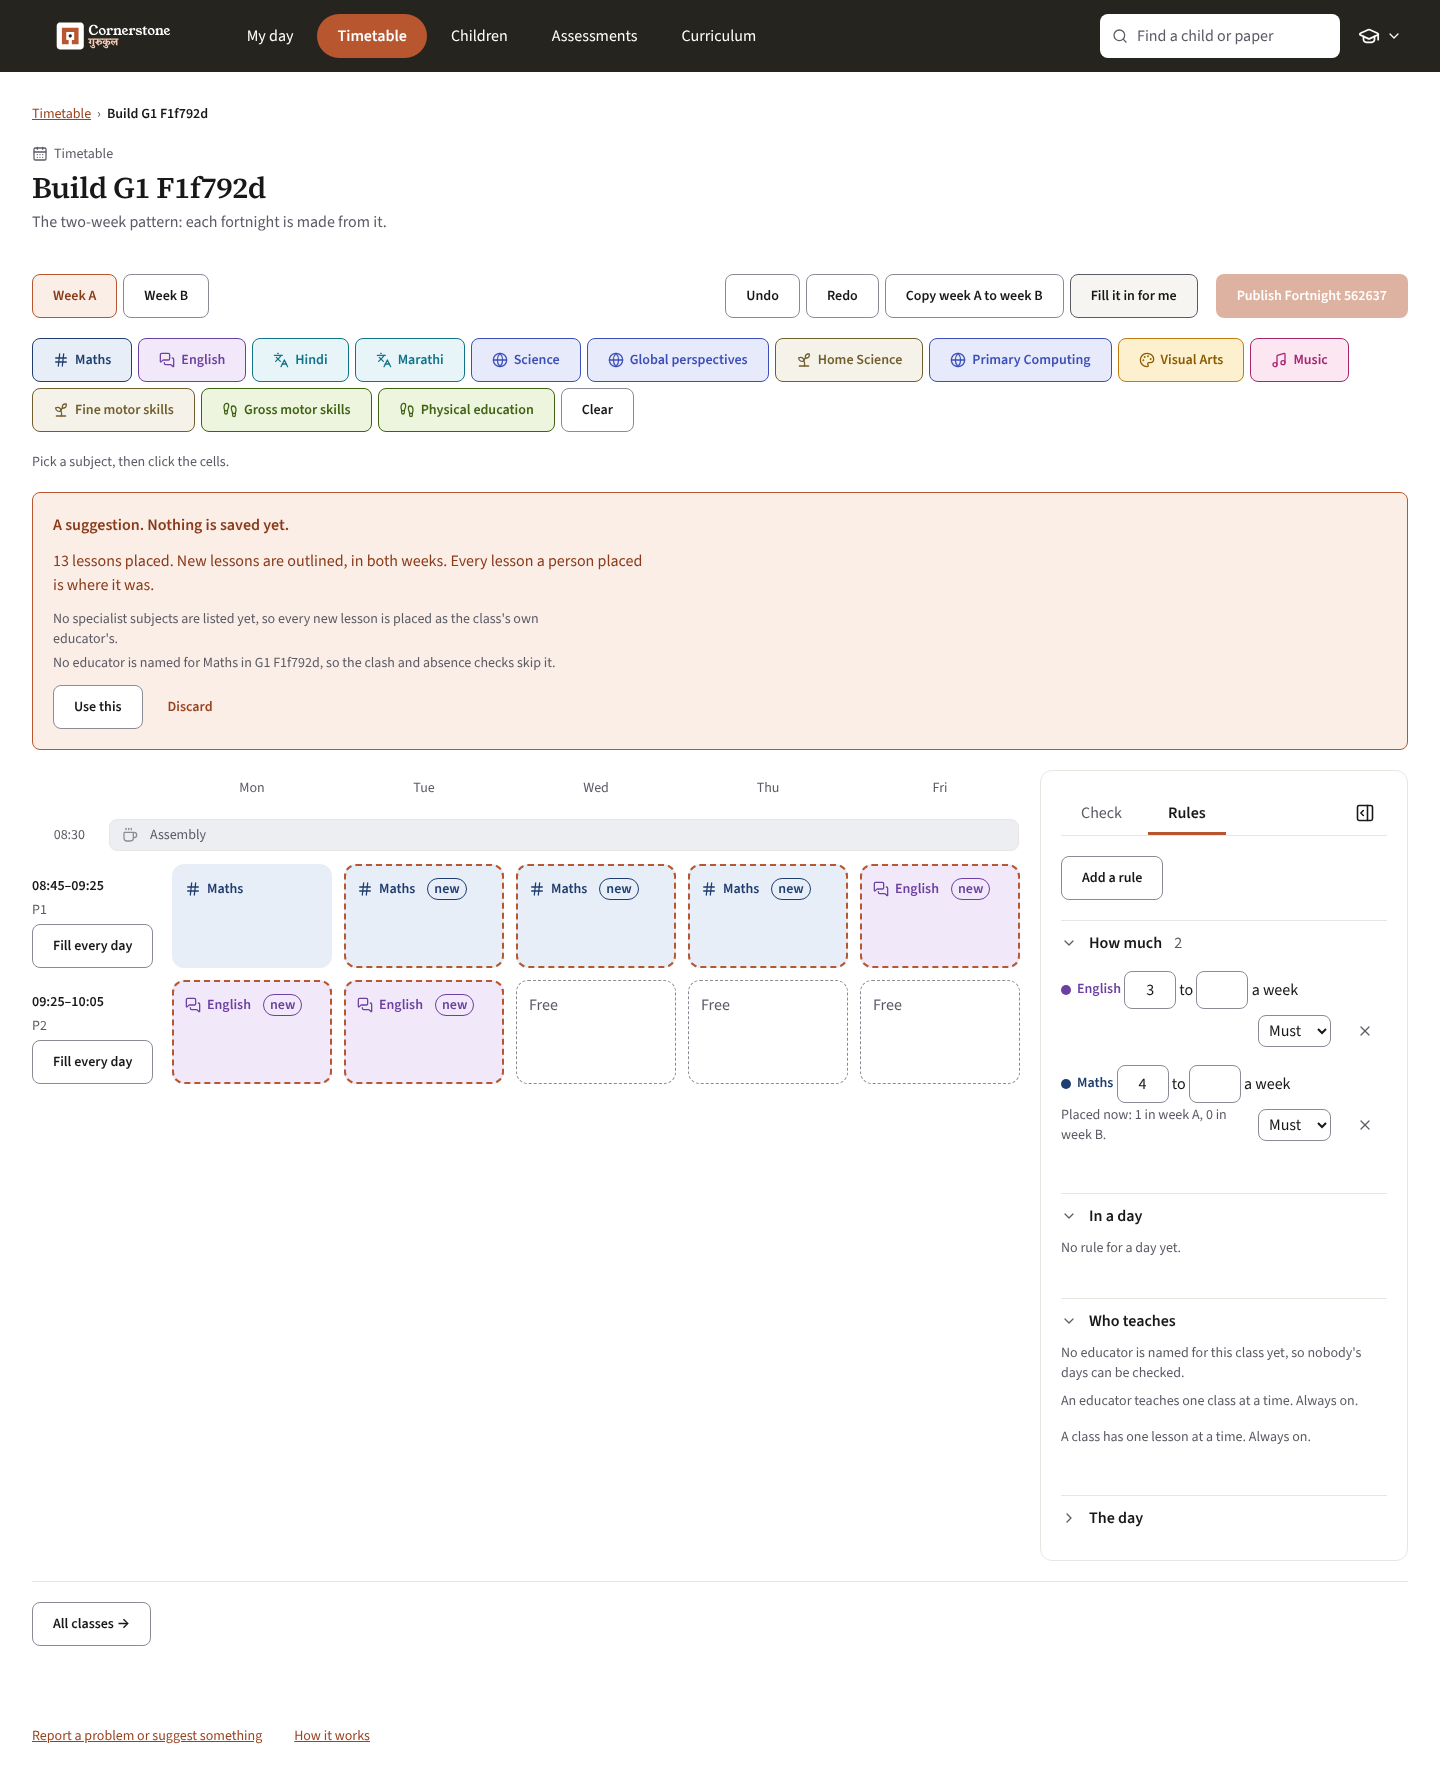 Cornerstone
गुरुकुल
My day
Timetable
Children
Assessments
Curriculum
Find a child or paper
Timetable › Build G1 F1f792d
Timetable
Build G1 F1f792d
The two-week pattern: each fortnight is made from it.
Week A
Week B
Undo
Redo
Copy week A to week B
Fill it in for me
Publish Fortnight 562637
Maths
English
Hindi
Marathi
Science
Global perspectives
Home Science
Primary Computing
Visual Arts
Music
Fine motor skills
Gross motor skills
Physical education
Clear
Pick a subject, then click the cells.
A suggestion. Nothing is saved yet.
13 lessons placed. New lessons are outlined, in both weeks. Every lesson a person placed
is where it was.
No specialist subjects are listed yet, so every new lesson is placed as the class's own
educator's.
No educator is named for Maths in G1 F1f792d, so the clash and absence checks skip it.
Use this
Discard
Mon
Tue
Wed
Thu
Fri
08:30
Assembly
08:45–09:25
P1
Fill every day
Maths
Maths new
Maths new
Maths new
English new
09:25–10:05
P2
Fill every day
English new
English new
Free
Free
Free
Check
Rules
Add a rule
How much 2
English 3 to a week
Must
Maths 4 to a week
Placed now: 1 in week A, 0 in
week B.
Must
In a day
No rule for a day yet.
Who teaches
No educator is named for this class yet, so nobody's
days can be checked.
An educator teaches one class at a time. Always on.
A class has one lesson at a time. Always on.
The day
All classes →
Report a problem or suggest something
How it works